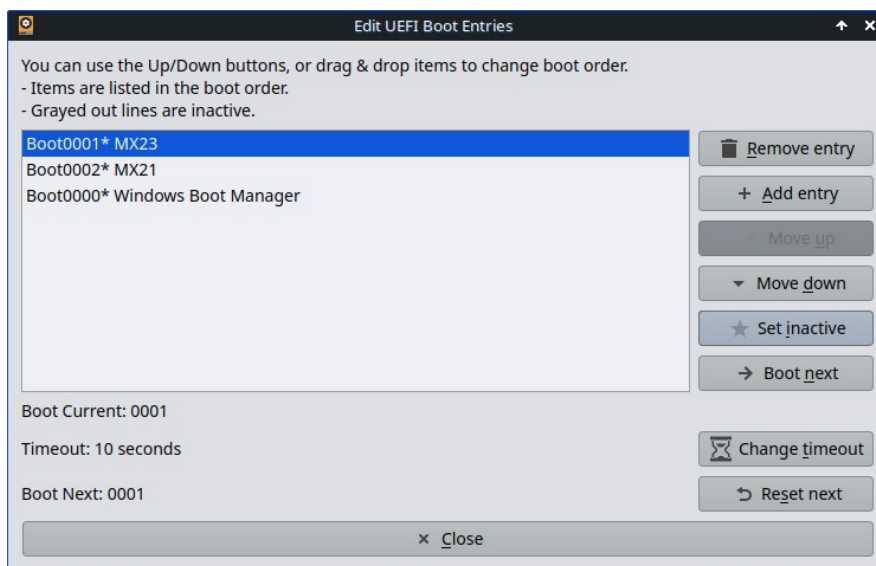 Edit UEFI Boot Entries
You can use the Up/Down buttons, or drag & drop items to change boot order.
- Items are listed in the boot order.
- Grayed out lines are inactive.
Boot0001* MX23
Boot0002* MX21
Boot0000* Windows Boot Manager
Remove entry
+ Add entry
Move up
Move down
Set inactive
Boot next
Boot Current: 0001
Timeout: 10 seconds
Change timeout
Boot Next: 0001
Reset next
Close